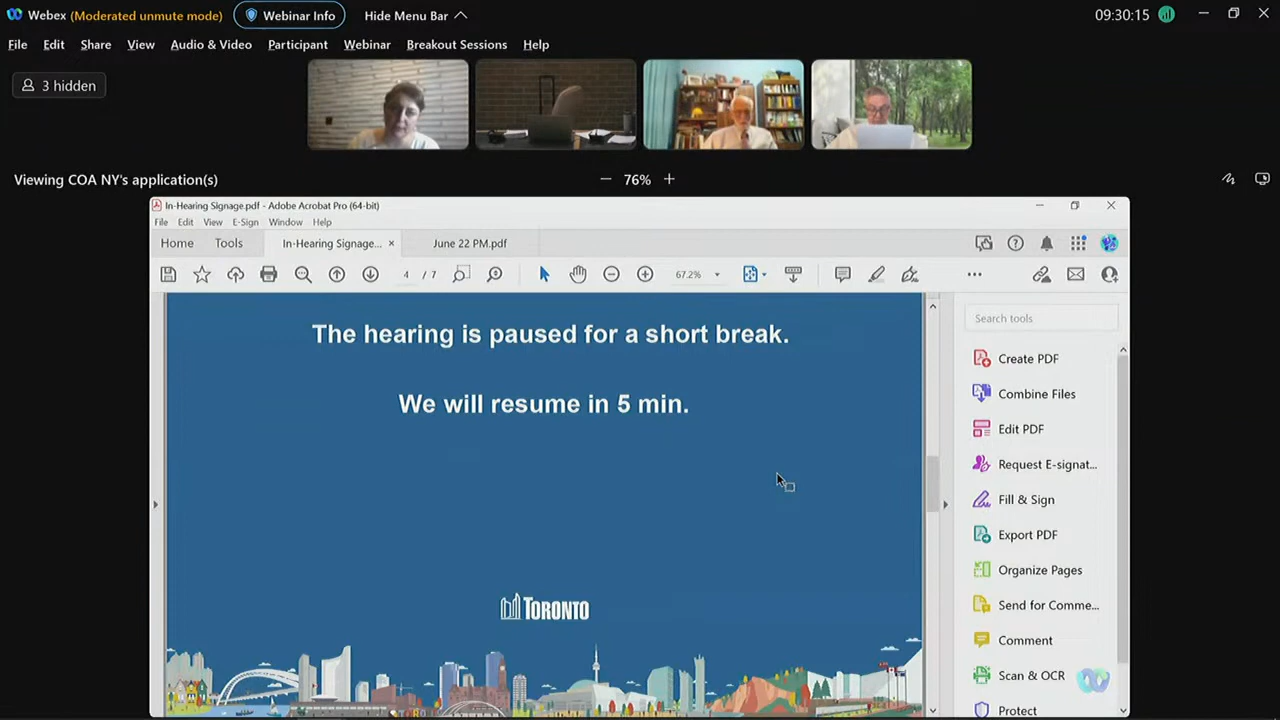 Webex (Moderated unmute mode) Webinar Info Hide Menu Bar 09:30:15
File Edit Share View Audio & Video Participant Webinar Breakout Sessions Help
3 hidden
Viewing COA NY's application(s) 76%
In-Hearing Signage.pdf - Adobe Acrobat Pro (64-bit)
File Edit View E-Sign Window Help
Home Tools In-Hearing Signage... × June 22 PM.pdf
4 / 7 67.2%
The hearing is paused for a short break.
We will resume in 5 min.
TORONTO
Search tools
Create PDF
Combine Files
Edit PDF
Request E-signat...
Fill & Sign
Export PDF
Organize Pages
Send for Comme...
Comment
Scan & OCR
Protect